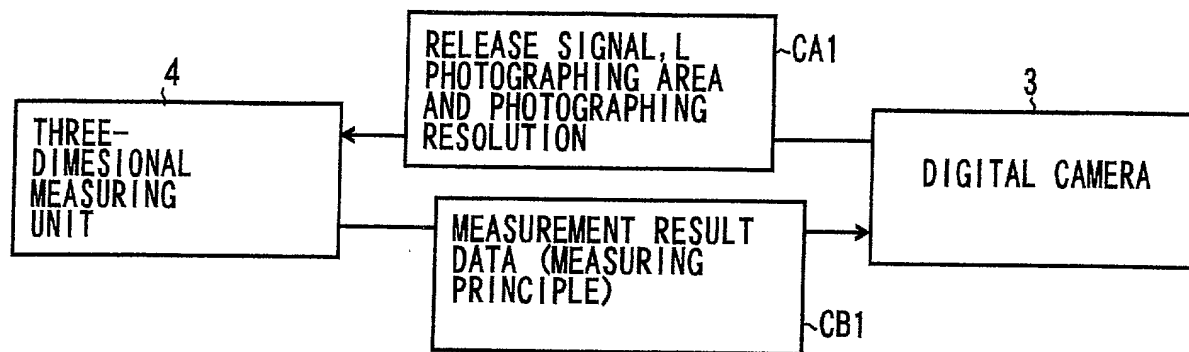 4
THREE-
DIMESIONAL
MEASURING
UNIT
RELEASE SIGNAL, L
PHOTOGRAPHING AREA
AND PHOTOGRAPHING
RESOLUTION
CA1
3
DIGITAL CAMERA
MEASUREMENT RESULT
DATA (MEASURING
PRINCIPLE)
CB1